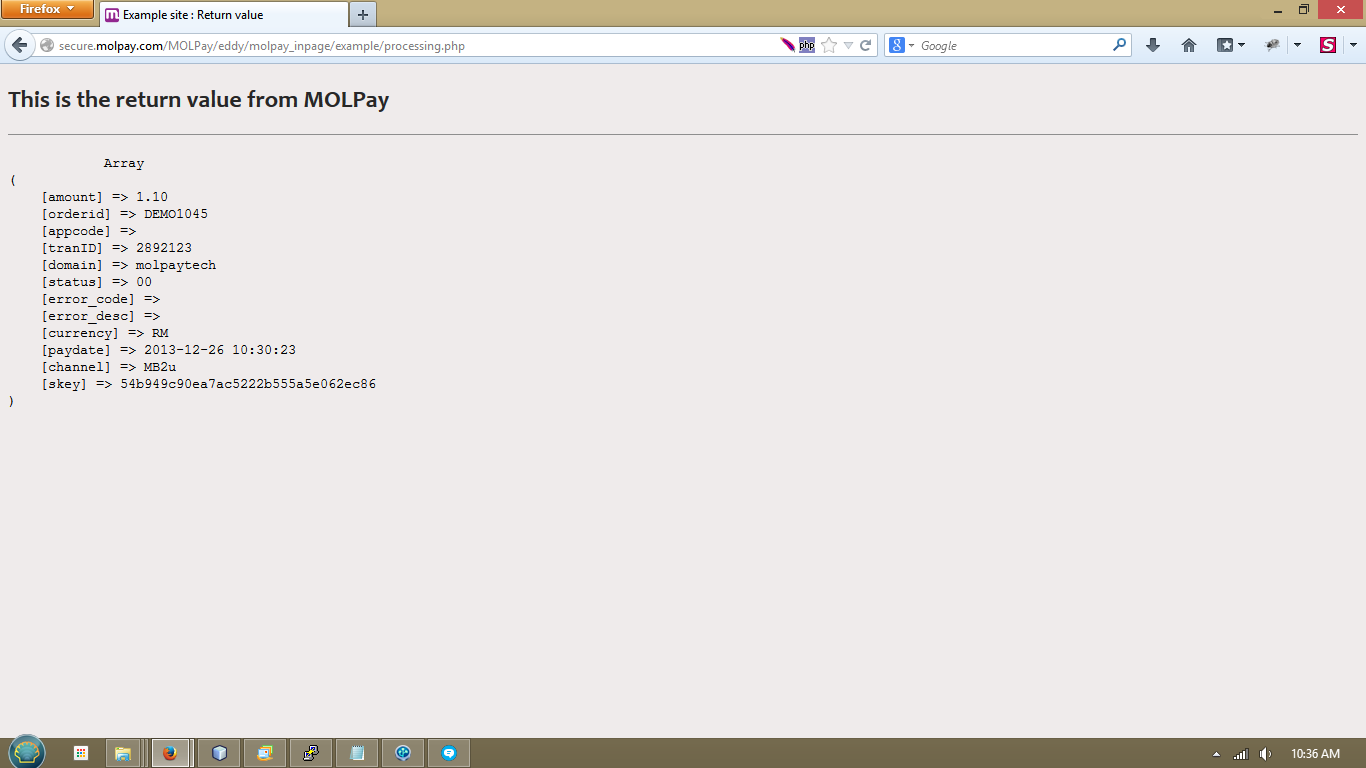 Firefox
Example site : Return value
secure.molpay.com/MOLPay/eddy/molpay_inpage/example/processing.php
php
Google
This is the return value from MOLPay
Array
(
[amount] => 1.10
[orderid] => DEMO1045
[appcode] =>
[tranID] => 2892123
[domain] => molpaytech
[status] => 00
[error_code] =>
[error_desc] =>
[currency] => RM
[paydate] => 2013-12-26 10:30:23
[channel] => MB2u
[skey] => 54b949c90ea7ac5222b555a5e062ec86
)
10:36 AM